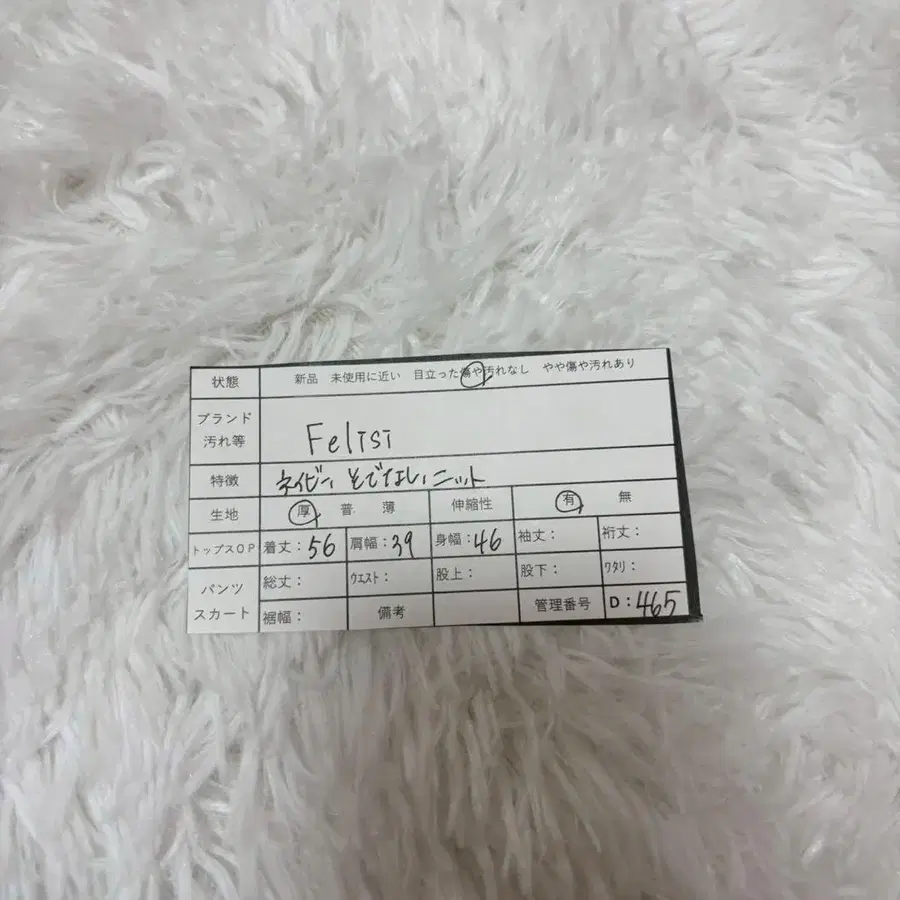 状態 新品 未使用に近い 目立った傷や汚れなし やや傷や汚れあり
ブランド
汚れ等 Felisi
特徴 ネイビー そでなし ニット
生地 厚 普 薄 伸縮性 有 無
トップスOP 着丈:56 肩幅:39 身幅:46 袖丈: 裄丈:
パンツ 総丈: ウエスト: 股上: 股下: ワタリ:
スカート 裾幅: 備考 管理番号 D:465